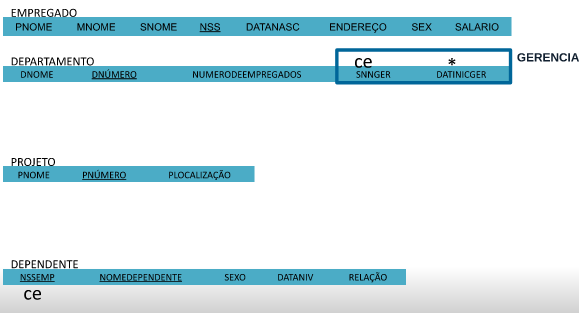 EMPREGADO
PNOME MNOME SNOME NSS DATANASC ENDEREÇO SEX SALARIO
DEPARTAMENTO ce * GERENCIA
DNOME DNÚMERO NUMERODEEMPREGADOS SNNGER DATINICGER
PROJETO
PNOME PNÚMERO PLOCALIZAÇÃO
DEPENDENTE
NSSEMP NOMEDEPENDENTE SEXO DATANIV RELAÇÃO
ce